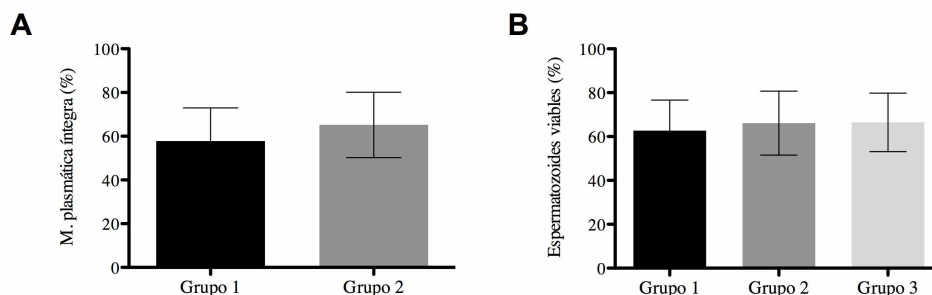 A
M. plasmática íntegra (%)
100
80
60
40
20
0
Grupo 1
Grupo 2
B
Espermatozoides viables (%)
100
80
60
40
20
0
Grupo 1
Grupo 2
Grupo 3